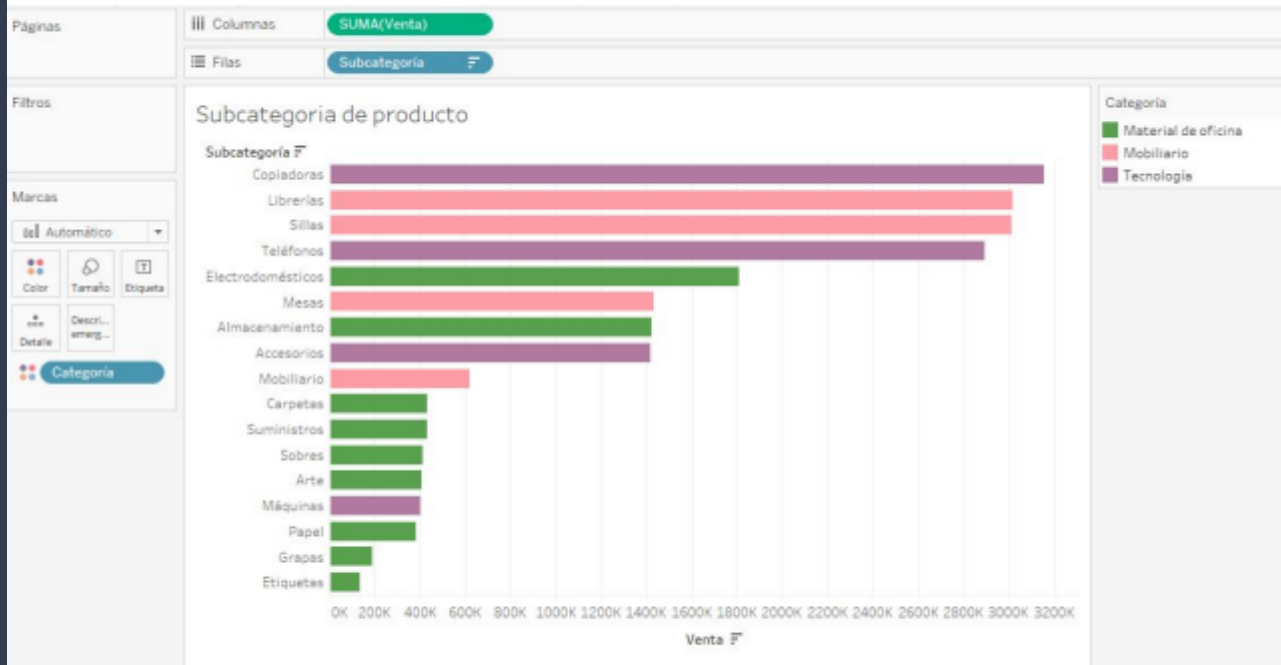 Páginas
Columnas
SUMA(Venta)
Filas
Subcategoría
Filtros
Marcas
Automático
Color
Tamaño
Etiqueta
Detalle
Descri...
emerg...
Categoría
Subcategoria de producto
Subcategoría
Copiadoras
Librerías
Sillas
Teléfonos
Electrodomésticos
Mesas
Almacenamiento
Accesorios
Mobiliario
Carpetas
Suministros
Sobres
Arte
Máquinas
Papel
Grapas
Etiquetas
0K 200K 400K 600K 800K 1000K 1200K 1400K 1600K 1800K 2000K 2200K 2400K 2600K 2800K 3000K 3200K
Venta
Categoría
Material de oficina
Mobiliario
Tecnología